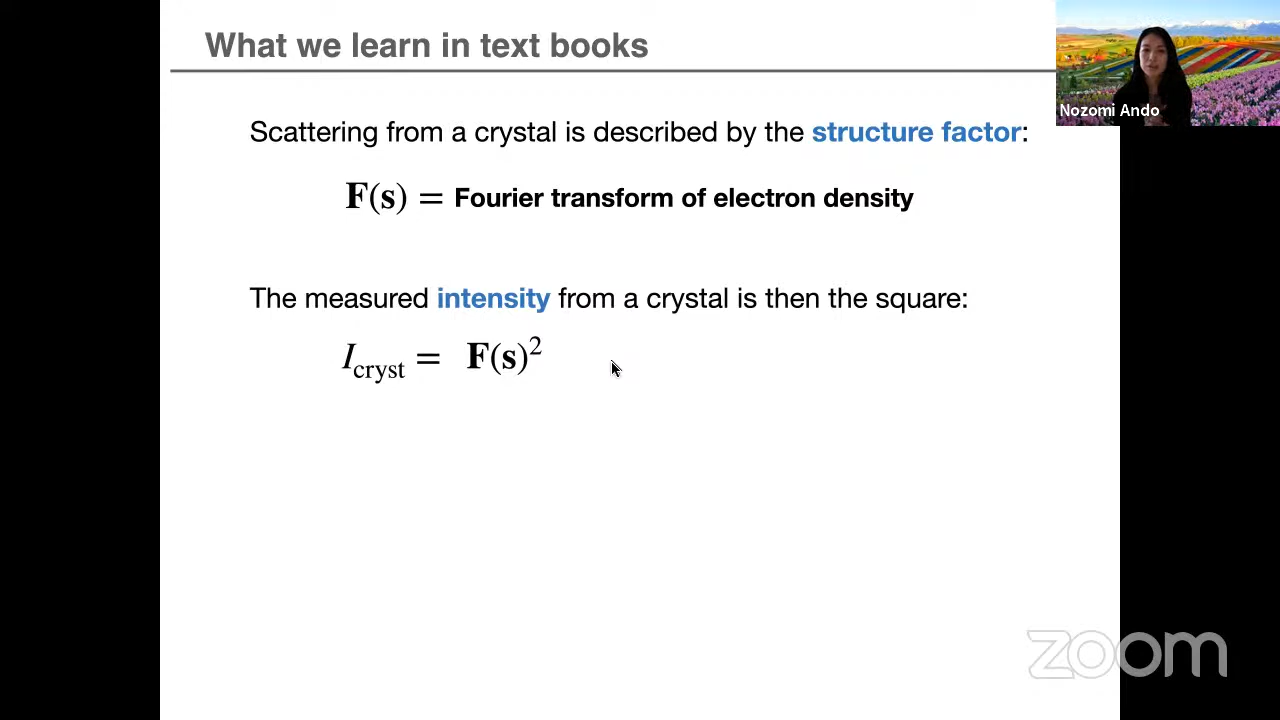 What we learn in text books
Nozomi Ando
Scattering from a crystal is described by the structure factor:
F(s) = Fourier transform of electron density
The measured intensity from a crystal is then the square:
I_cryst = F(s)²
zoom